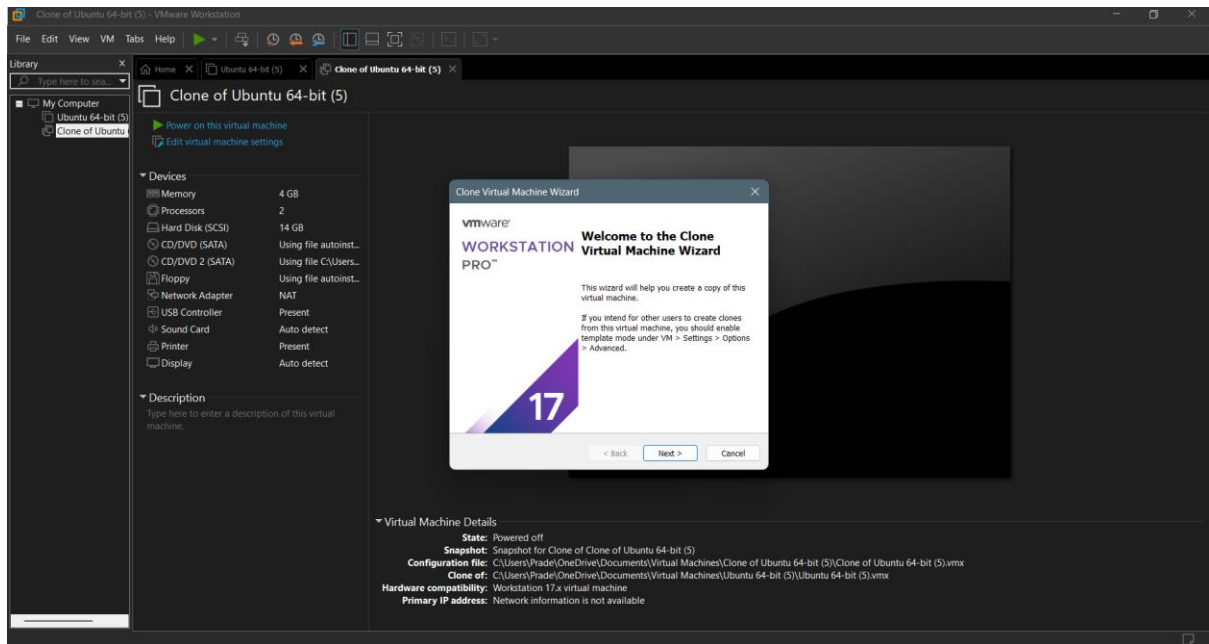 Clone of Ubuntu 64-bit (5) - VMware Workstation
File Edit View VM Tabs Help
Library X
Type here to sea...
My Computer
Ubuntu 64-bit (5)
Clone of Ubuntu
Home X Ubuntu 64-bit (5) X Clone of Ubuntu 64-bit (5) X
Clone of Ubuntu 64-bit (5)
Power on this virtual machine
Edit virtual machine settings
Devices
Memory 4 GB
Processors 2
Hard Disk (SCSI) 14 GB
CD/DVD (SATA) Using file autoinst...
CD/DVD 2 (SATA) Using file C:\Users...
Floppy Using file autoinst...
Network Adapter NAT
USB Controller Present
Sound Card Auto detect
Printer Present
Display Auto detect
Description
Type here to enter a description of this virtual
machine.
Clone Virtual Machine Wizard
vmware
WORKSTATION
PRO™
17
Welcome to the Clone
Virtual Machine Wizard
This wizard will help you create a copy of this
virtual machine.
If you intend for other users to create clones
from this virtual machine, you should enable
template mode under VM > Settings > Options
> Advanced.
< Back Next > Cancel
Virtual Machine Details
State: Powered off
Snapshot: Snapshot for Clone of Clone of Ubuntu 64-bit (5)
Configuration file: C:\Users\Prade\OneDrive\Documents\Virtual Machines\Clone of Ubuntu 64-bit (5)\Clone of Ubuntu 64-bit (5).vmx
Clone of: C:\Users\Prade\OneDrive\Documents\Virtual Machines\Ubuntu 64-bit (5)\Ubuntu 64-bit (5).vmx
Hardware compatibility: Workstation 17.x virtual machine
Primary IP address: Network information is not available